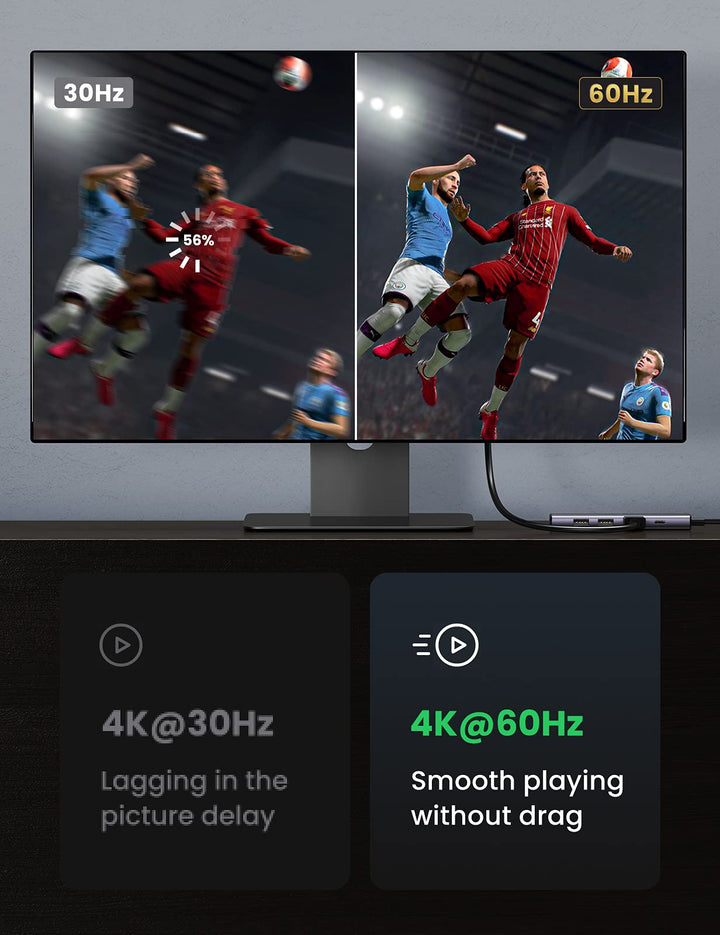 30Hz
60Hz
56%
Standard
Chartered
4
4K@30Hz
Lagging in the
picture delay
4K@60Hz
Smooth playing
without drag